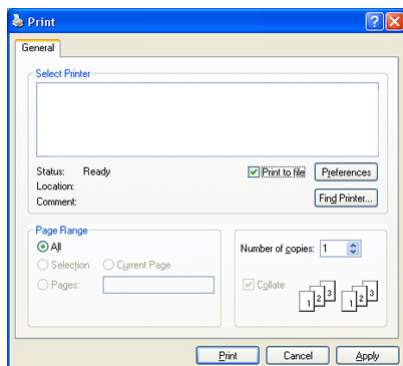 Print
General
Select Printer
Status: Ready
Print to file
Preferences
Location:
Comment:
Find Printer...
Page Range
All
Selection
Current Page
Pages:
Number of copies: 1
Collate
1 2 3 1 2 3
Print Cancel Apply